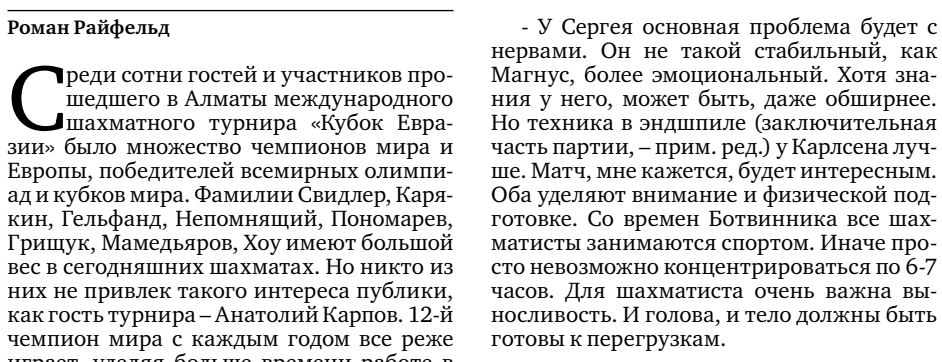 Роман Райфельд
Среди сотни гостей и участников про-
шедшего в Алматы международного
шахматного турнира «Кубок Евра-
зии» было множество чемпионов мира и
Европы, победителей всемирных олимпи-
ад и кубков мира. Фамилии Свидлер, Каря-
кин, Гельфанд, Непомнящий, Пономарев,
Грищук, Мамедьяров, Хоу имеют большой
вес в сегодняшних шахматах. Но никто из
них не привлек такого интереса публики,
как гость турнира – Анатолий Карпов. 12-й
чемпион мира с каждым годом все реже
играет, уделяя больше времени работе в
- У Сергея основная проблема будет с
нервами. Он не такой стабильный, как
Магнус, более эмоциональный. Хотя зна-
ния у него, может быть, даже обширнее.
Но техника в эндшпиле (заключительная
часть партии, – прим. ред.) у Карлсена луч-
ше. Матч, мне кажется, будет интересным.
Оба уделяют внимание и физической под-
готовке. Со времен Ботвинника все шах-
матисты занимаются спортом. Иначе про-
сто невозможно концентрироваться по 6-7
часов. Для шахматиста очень важна вы-
носливость. И голова, и тело должны быть
готовы к перегрузкам.